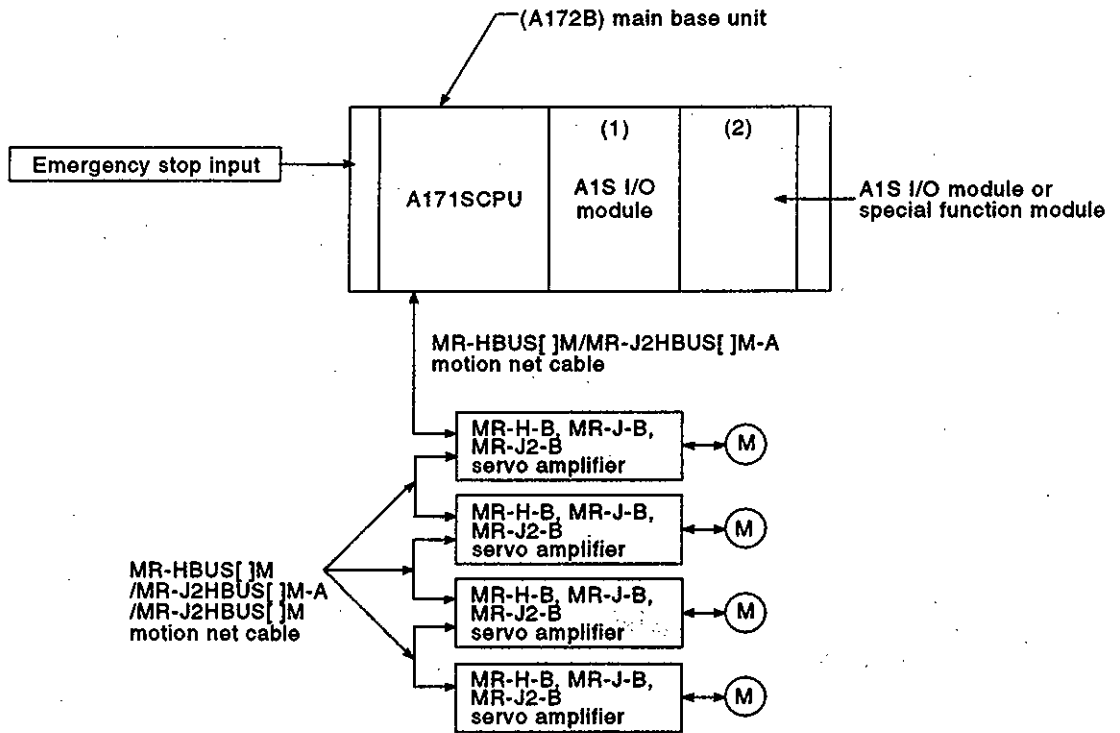 (A172B) main base unit
Emergency stop input
A171SCPU
(1)
A1S I/O
module
(2)
A1S I/O module or
special function module
MR-HBUS[ ]M/MR-J2HBUS[ ]M-A
motion net cable
MR-H-B, MR-J-B,
MR-J2-B
servo amplifier
M
MR-H-B, MR-J-B,
MR-J2-B
servo amplifier
M
MR-HBUS[ ]M
/MR-J2HBUS[ ]M-A
/MR-J2HBUS[ ]M
motion net cable
MR-H-B, MR-J-B,
MR-J2-B
servo amplifier
M
MR-H-B, MR-J-B,
MR-J2-B
servo amplifier
M